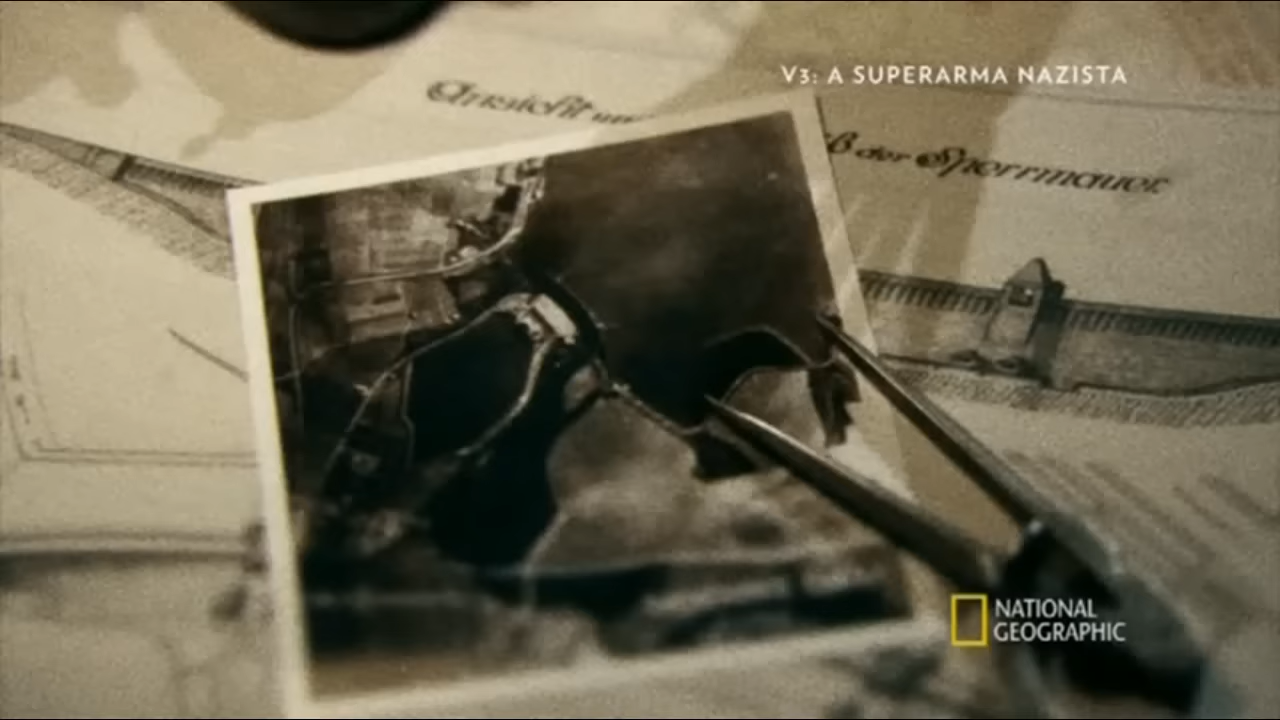 V3: A SUPERARMA NAZISTA
Ansicht
der Sperrmauer.
NATIONAL
GEOGRAPHIC